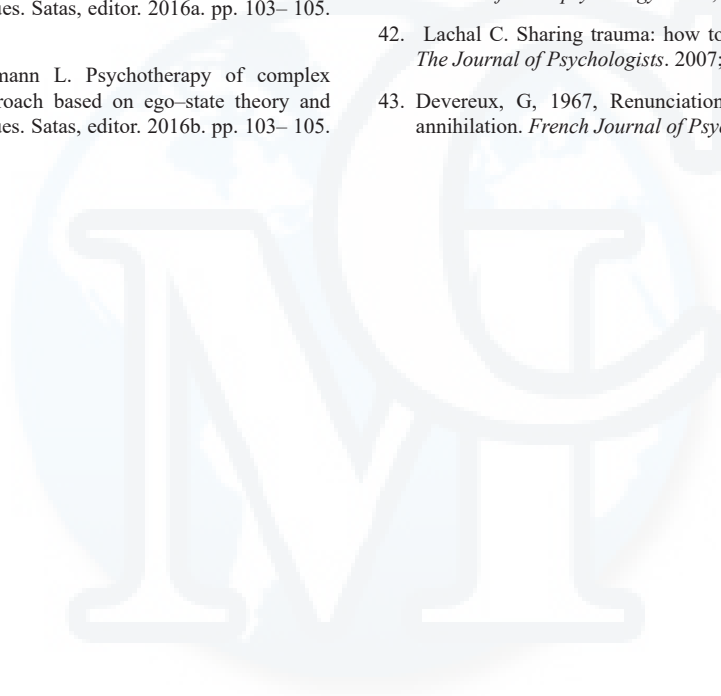 ues. Satas, editor. 2016a. pp. 103– 105.
mann L. Psychotherapy of complex
roach based on ego–state theory and
ues. Satas, editor. 2016b. pp. 103– 105.
42. Lachal C. Sharing trauma: how to
The Journal of Psychologists. 2007;
43. Devereux, G, 1967, Renunciation
annihilation. French Journal of Psyc